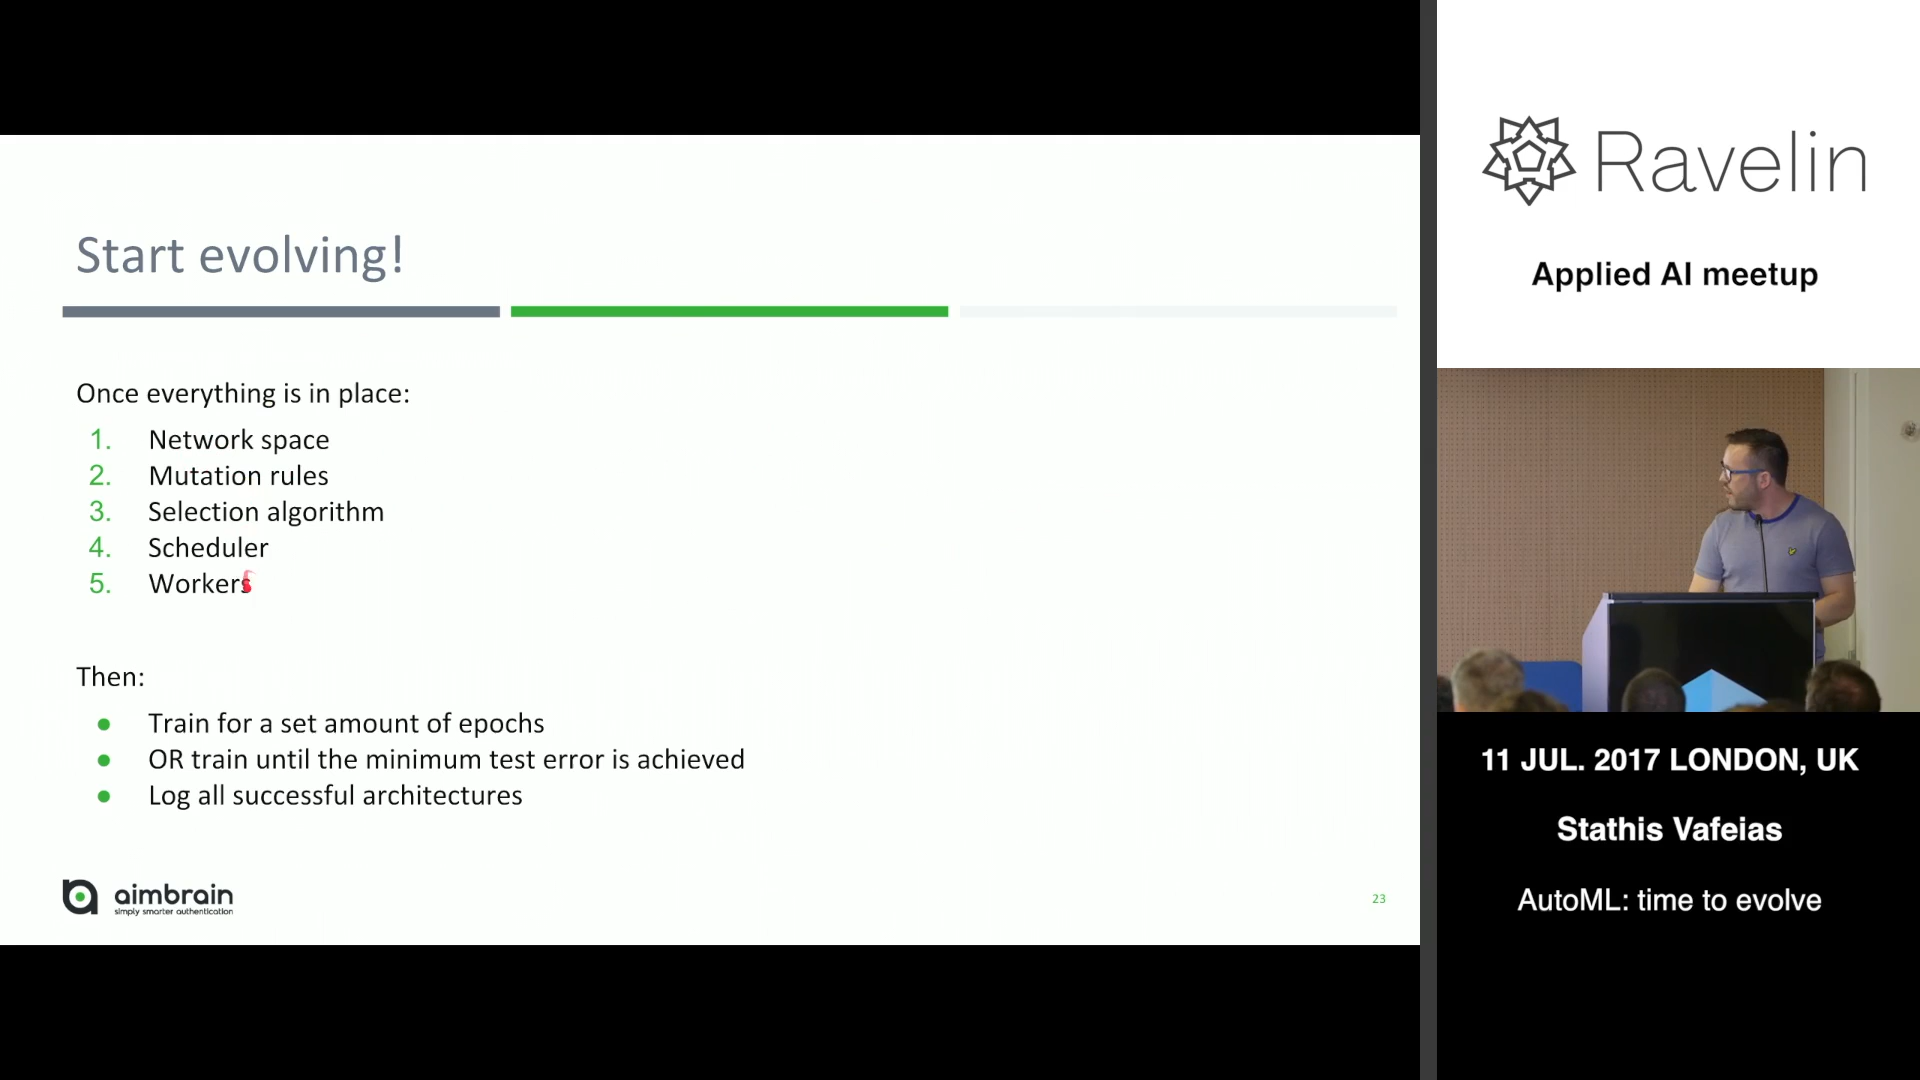 Start evolving!
Once everything is in place:
1. Network space
2. Mutation rules
3. Selection algorithm
4. Scheduler
5. Workers
Then:
● Train for a set amount of epochs
● OR train until the minimum test error is achieved
● Log all successful architectures
aimbrain
simply smarter authentication
23
Ravelin
Applied AI meetup
11 JUL. 2017 LONDON, UK
Stathis Vafeias
AutoML: time to evolve